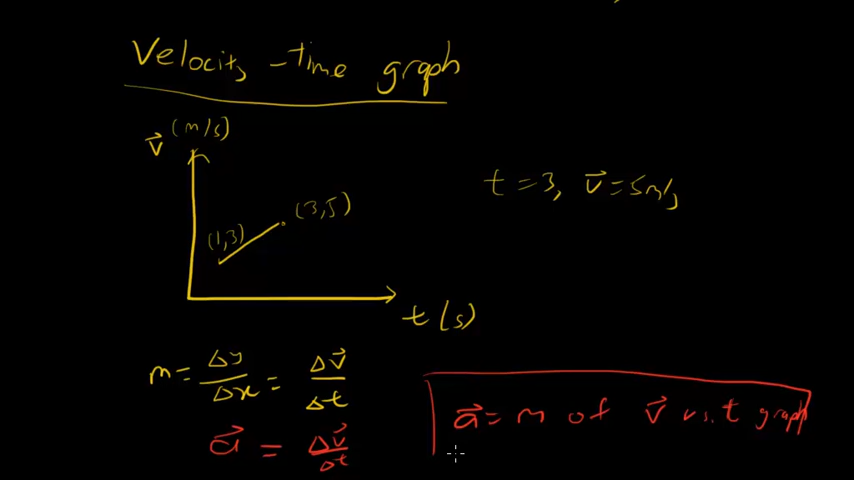 Velocity - Time graph
v⃗ (m/s)
t = 3, v⃗ = 5m/s
(3,5)
(1,3)
t (s)
m = Δy/Δx = Δv⃗/Δt
a⃗ = m of v⃗ vs. t graph
a⃗ = Δv⃗/Δt